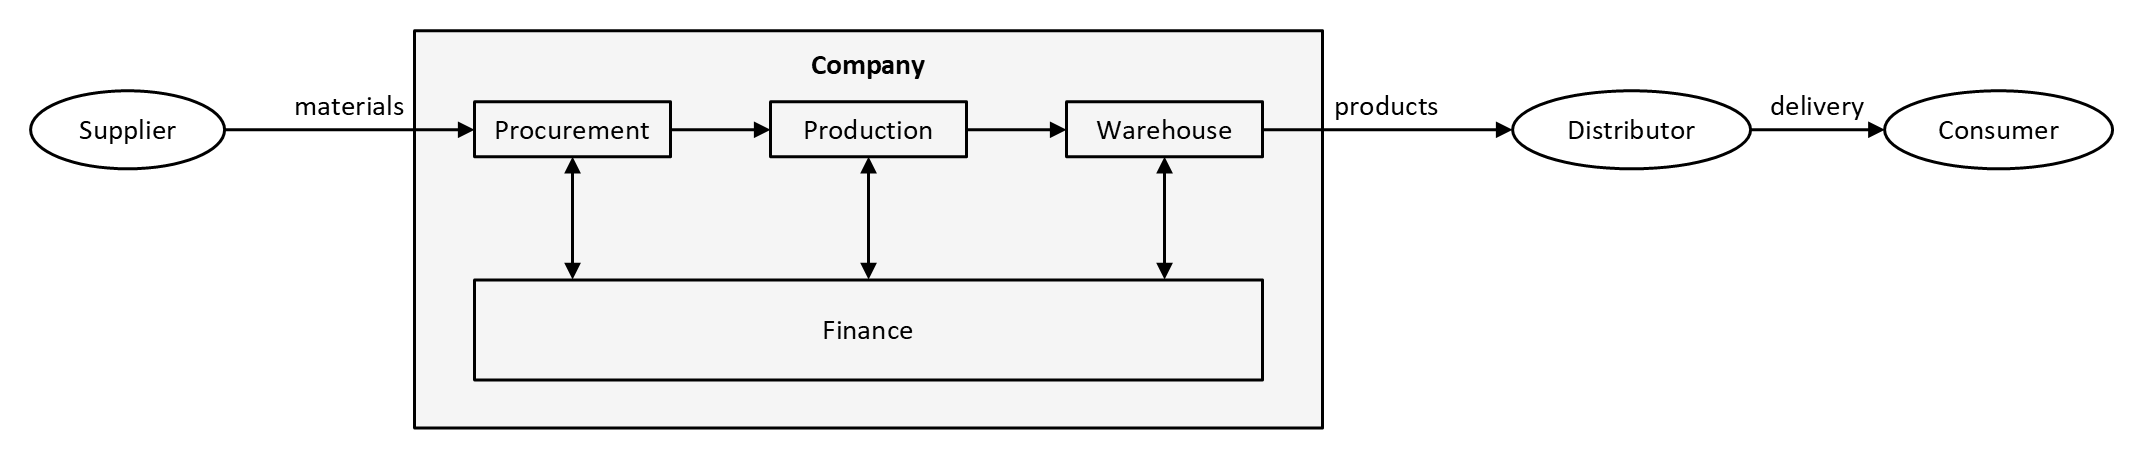 Company
Supplier
materials
Procurement
Production
Warehouse
products
Distributor
delivery
Consumer
Finance